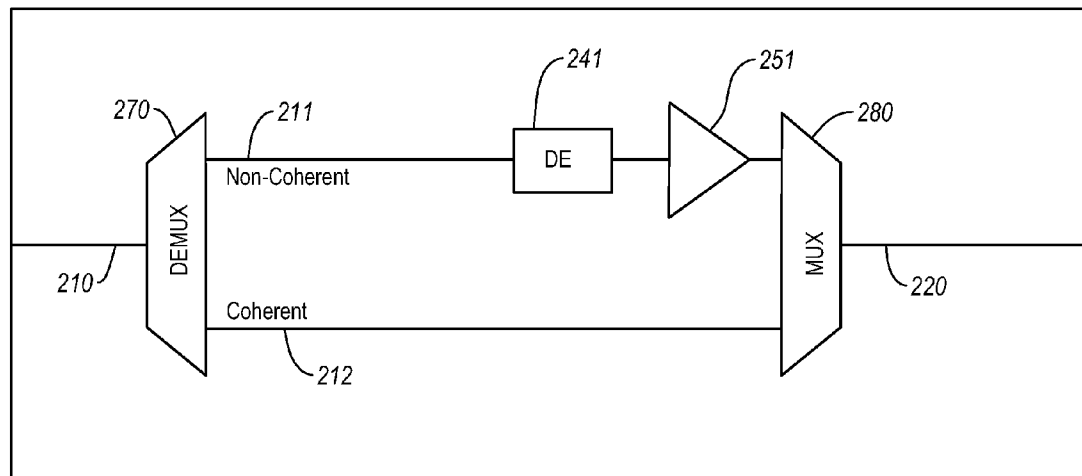 241
251
270
211
280
DE
Non-Coherent
DEMUX
MUX
210
220
Coherent
212